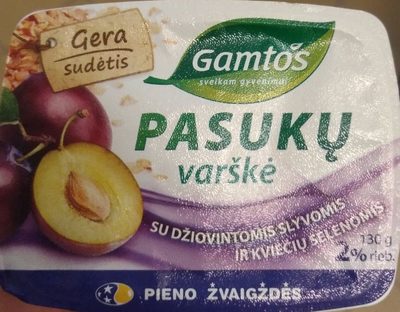 Gera
sudėtis
Gamtos
sveikam gyvenimui
PASUKŲ
varškė
SU DŽIOVINTOMIS SLYVOMIS
IR KVIEČIŲ SĖLENOMIS
130 g
2% rieb.
PIENO ŽVAIGŽDĖS